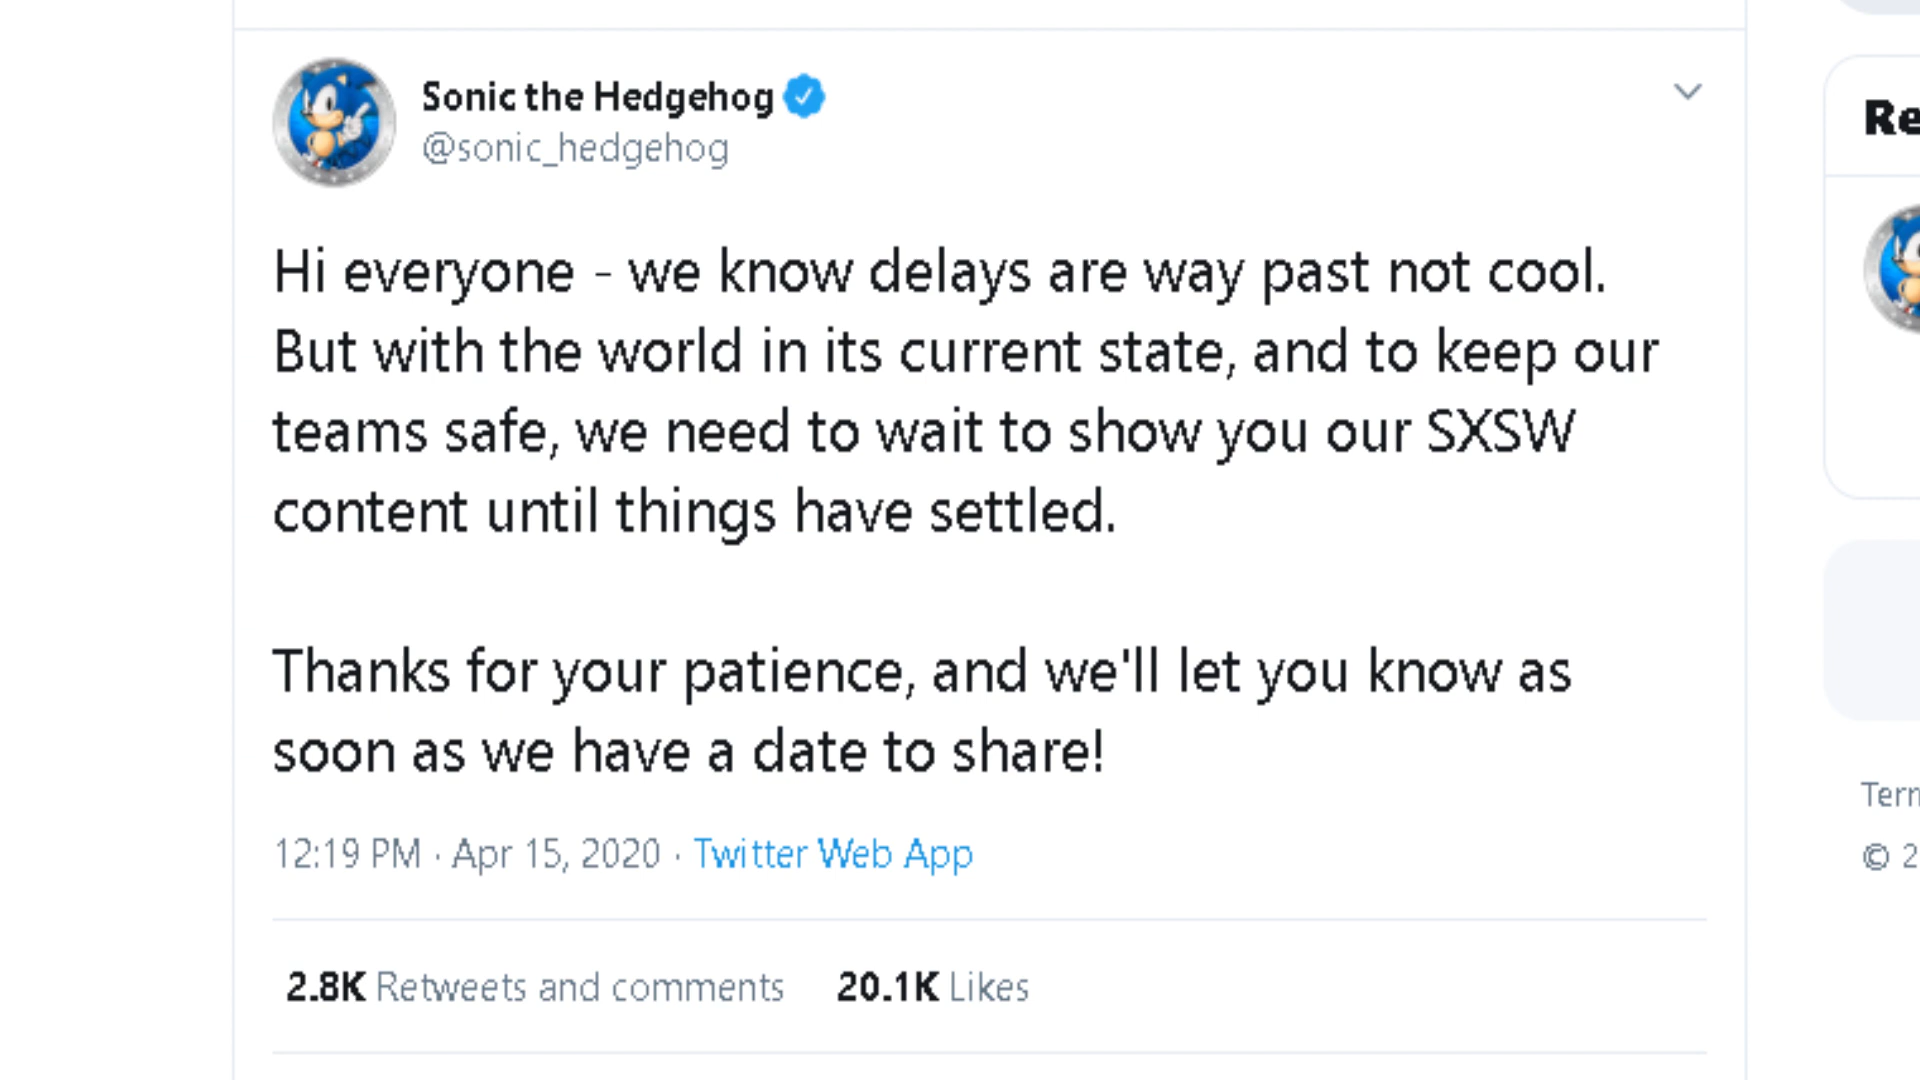 Sonic the Hedgehog
@sonic_hedgehog
Hi everyone - we know delays are way past not cool.
But with the world in its current state, and to keep our
teams safe, we need to wait to show you our SXSW
content until things have settled.
Thanks for your patience, and we'll let you know as
soon as we have a date to share!
12:19 PM · Apr 15, 2020 · Twitter Web App
2.8K Retweets and comments 20.1K Likes
Re
Term
© 2